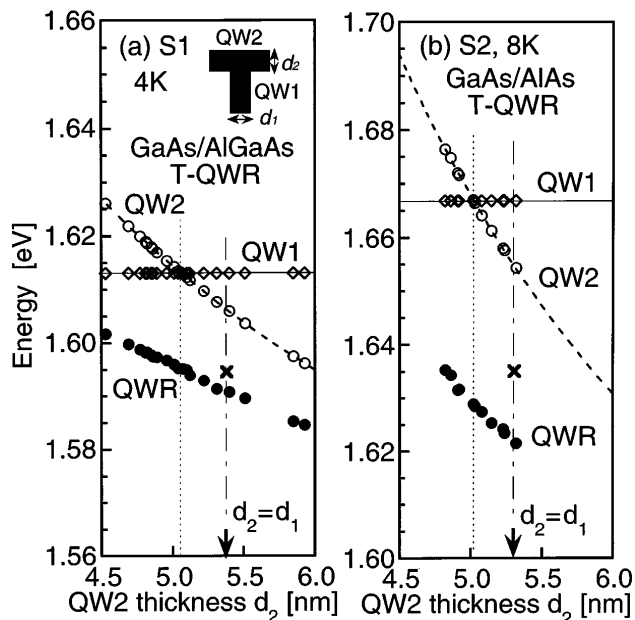 (a) S1
4K
QW2
d2
QW1
d1
GaAs/AlGaAs
T-QWR
QW2
QW1
QWR
d2=d1
Energy [eV]
1.66
1.64
1.62
1.60
1.58
1.56
4.5 5.0 5.5 6.0
QW2 thickness d2 [nm]
(b) S2, 8K
GaAs/AlAs
T-QWR
QW1
QW2
QWR
d2=d1
1.70
1.68
1.66
1.64
1.62
1.60
4.5 5.0 5.5 6.0
QW2 thickness d2 [nm]